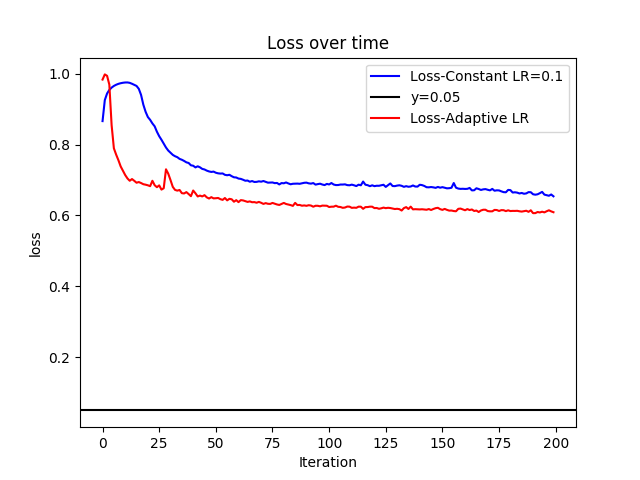 Loss over time
Loss-Constant LR=0.1
y=0.05
Loss-Adaptive LR
loss
1.0
0.8
0.6
0.4
0.2
0 25 50 75 100 125 150 175 200
Iteration